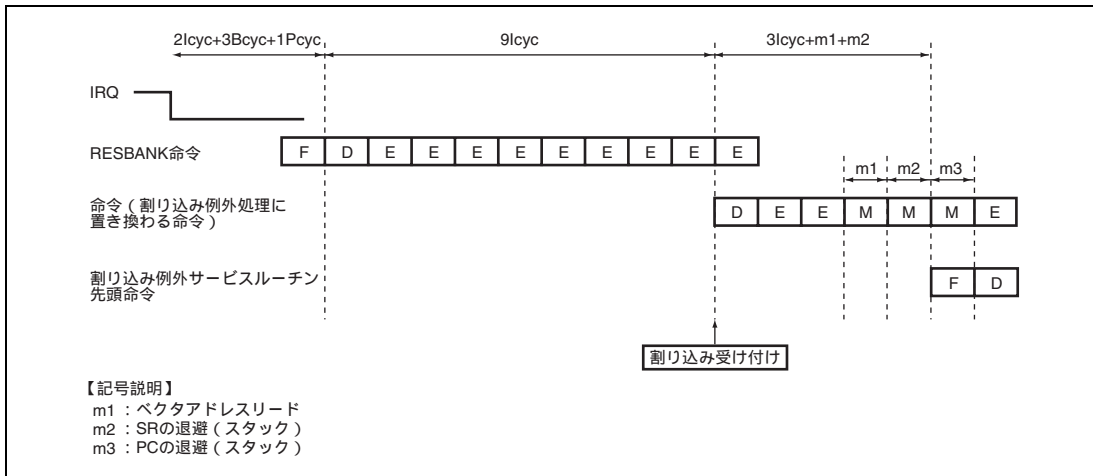 2Icyc+3Bcyc+1Pcyc 9Icyc 3Icyc+m1+m2
IRQ
RESBANK命令 F D E E E E E E E E E
m1 m2 m3
命令(割り込み例外処理に
置き換わる命令) D E E M M M E
割り込み例外サービスルーチン
先頭命令 F D
割り込み受け付け
【記号説明】
m1:ベクタアドレスリード
m2:SRの退避(スタック)
m3:PCの退避(スタック)